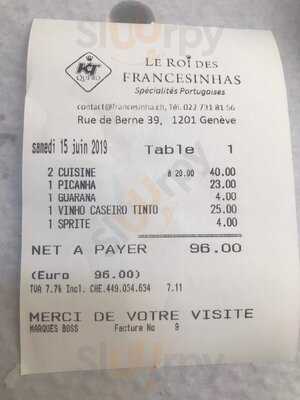 KT
QUPRO
LE ROI DES
FRANCESINHAS
Spécialités Portugaises
contact@francesinha.ch, Tél. 022 731 81 56
Rue de Berne 39, 1201 Genève
samedi 15 juin 2019 Table 1
2 CUISINE à 20.00 40.00
1 PICANHA 23.00
1 GUARANA 4.00
1 VINHO CASEIRO TINTO 25.00
1 SPRITE 4.00
NET A PAYER 96.00
(Euro 96.00)
TVA 7.7% Incl. CHE.449.034.634 7.11
MERCI DE VOTRE VISITE
MARQUES BOSS Facture No 9